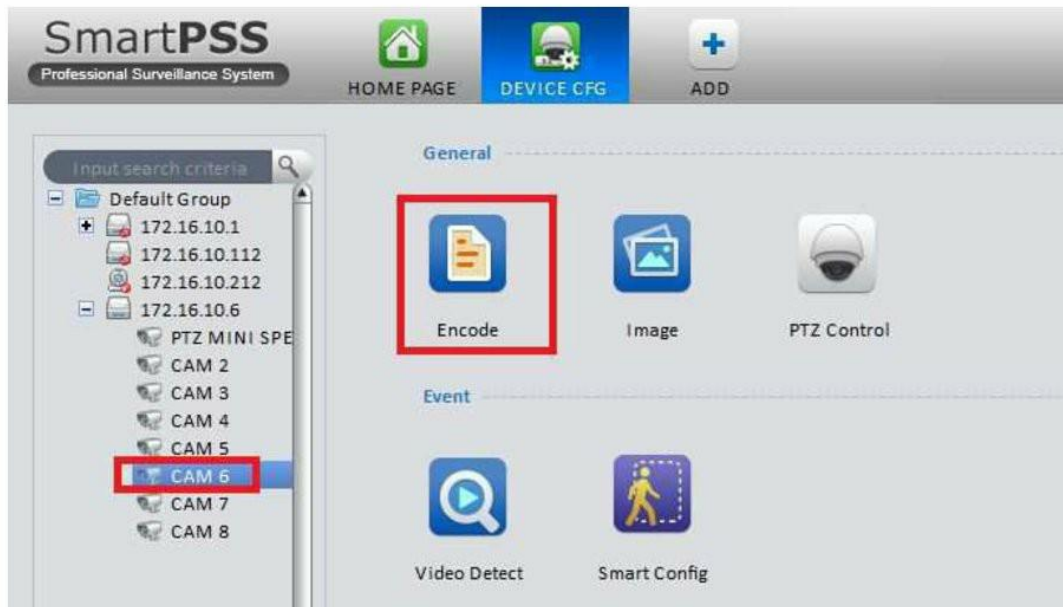 SmartPSS
Professional Surveillance System
HOME PAGE
DEVICE CFG
ADD
Input search criteria
Default Group
172.16.10.1
172.16.10.112
172.16.10.212
172.16.10.6
PTZ MINI SPE
CAM 2
CAM 3
CAM 4
CAM 5
CAM 6
CAM 7
CAM 8
General
Encode
Image
PTZ Control
Event
Video Detect
Smart Config